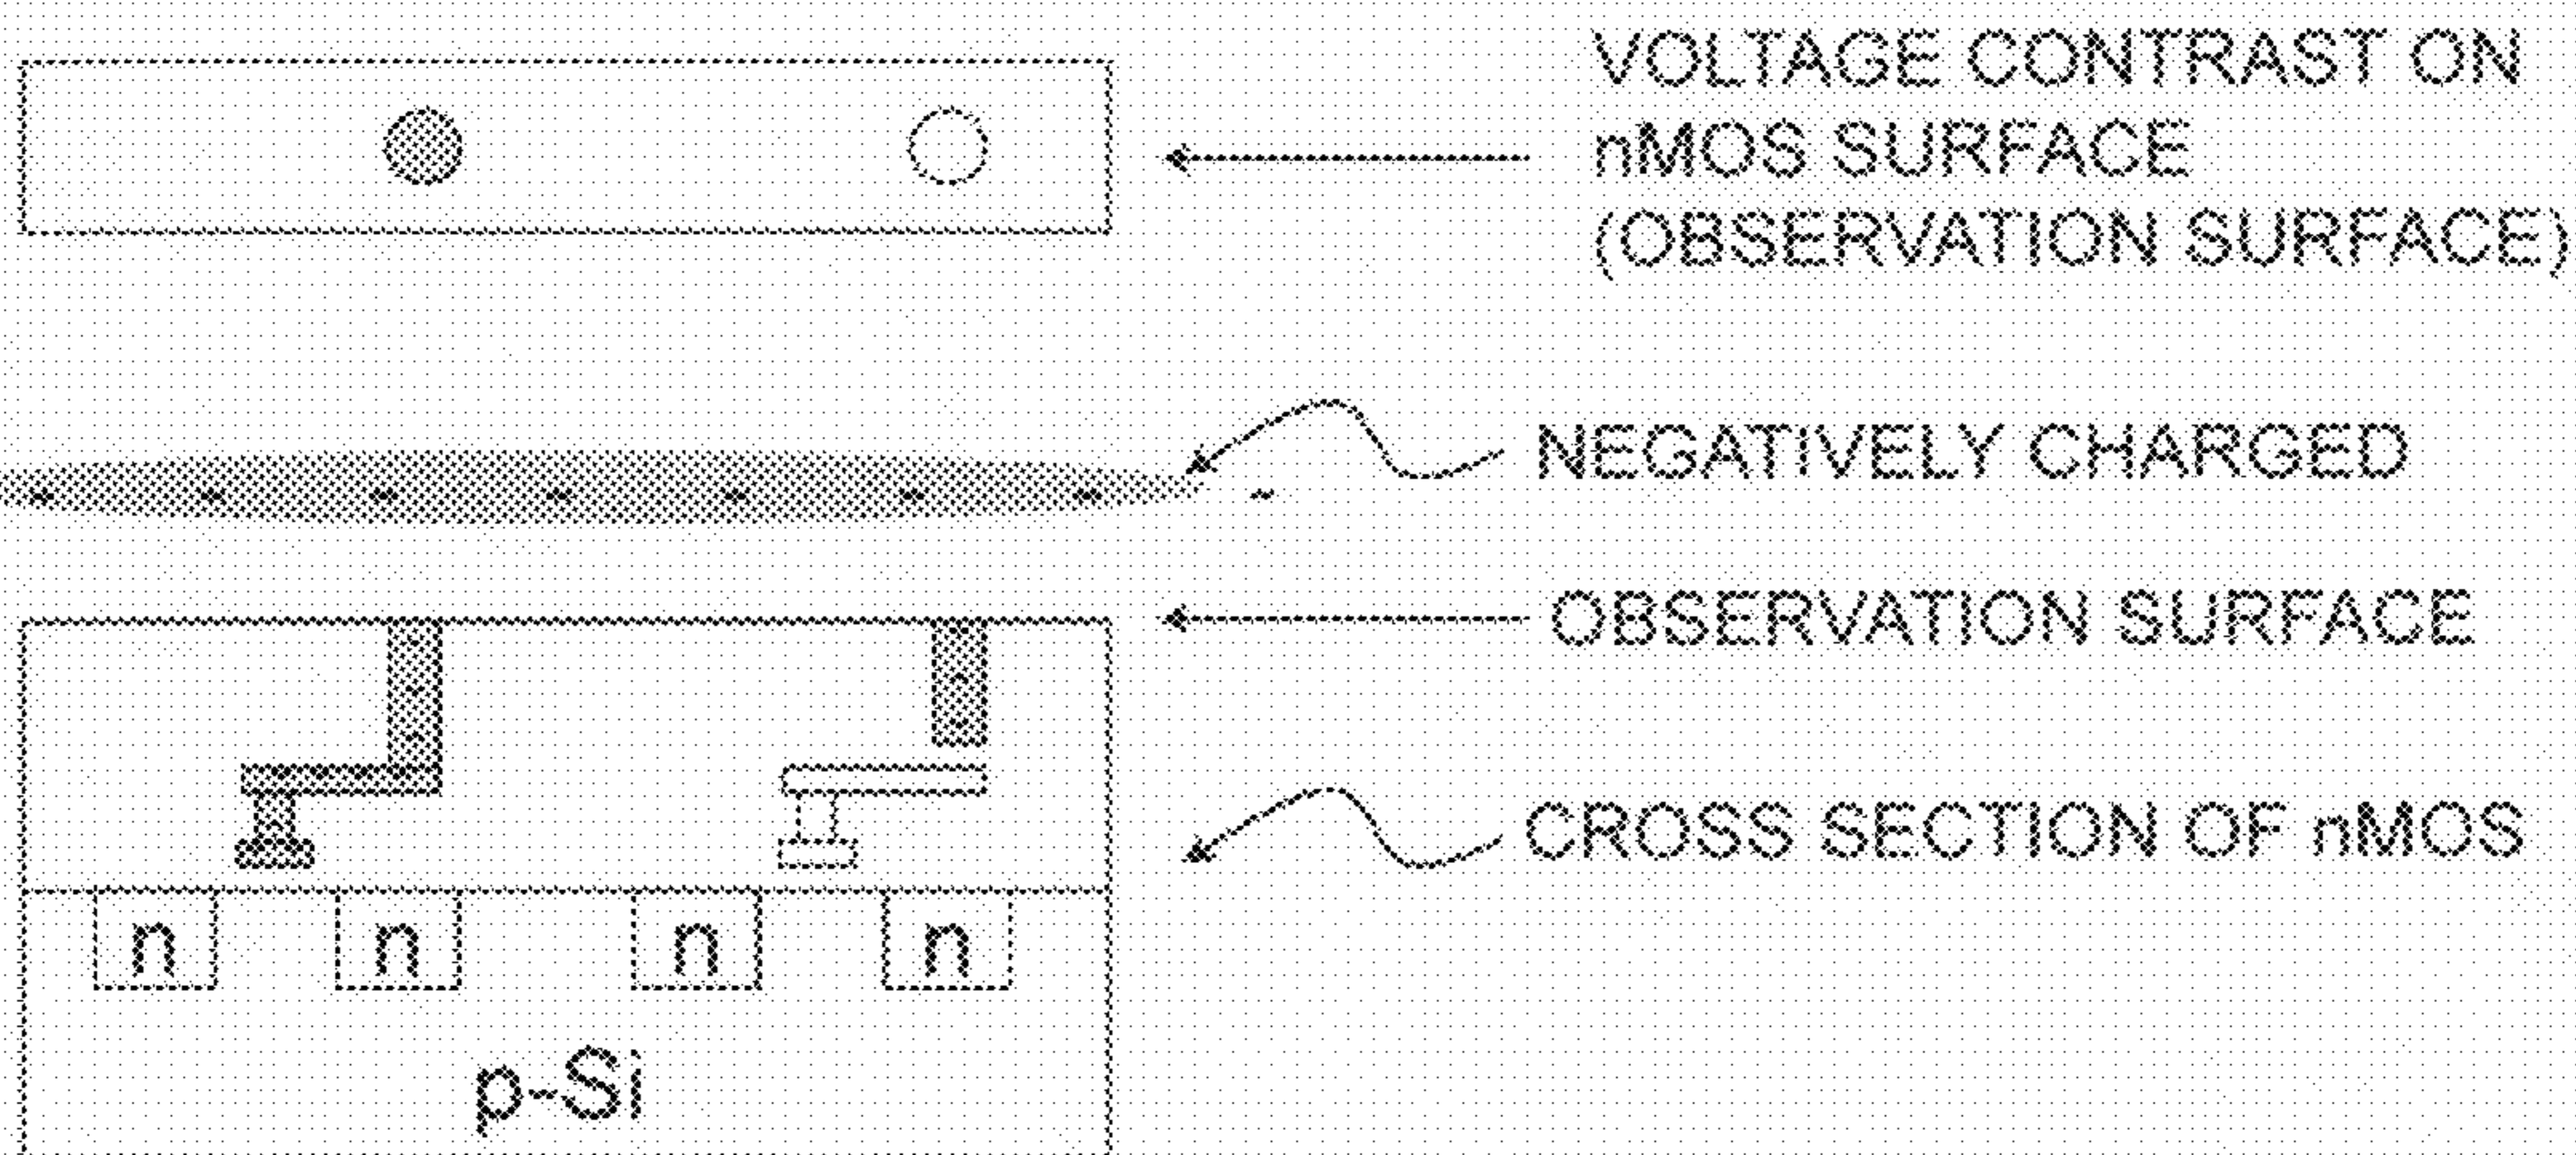 VOLTAGE CONTRAST ON
nMOS SURFACE
(OBSERVATION SURFACE)
NEGATIVELY CHARGED
- - - - - - - -
OBSERVATION SURFACE
CROSS SECTION OF nMOS
n n n n
p-Si